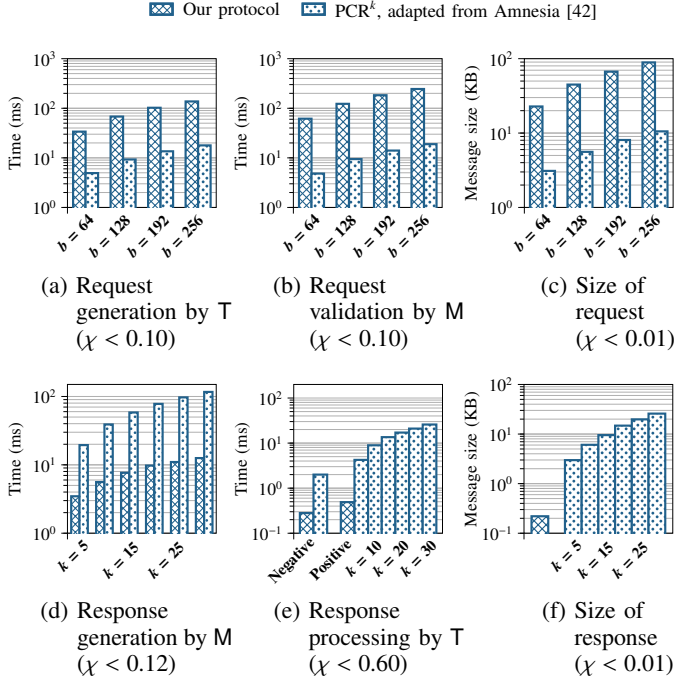 Our protocol PCR^k, adapted from Amnesia [42]
Time (ms)
10^3
10^2
10^1
10^0
b = 64
b = 128
b = 192
b = 256
(a) Request
generation by T
(χ < 0.10)
Time (ms)
10^3
10^2
10^1
10^0
b = 64
b = 128
b = 192
b = 256
(b) Request
validation by M
(χ < 0.10)
Message size (KB)
10^2
10^1
10^0
b = 64
b = 128
b = 192
b = 256
(c) Size of
request
(χ < 0.01)
Time (ms)
10^2
10^1
10^0
k = 5
k = 15
k = 25
(d) Response
generation by M
(χ < 0.12)
Time (ms)
10^2
10^1
10^0
10^−1
Negative
Positive
k = 10
k = 20
k = 30
(e) Response
processing by T
(χ < 0.60)
Message size (KB)
10^2
10^1
10^0
10^−1
k = 5
k = 15
k = 25
(f) Size of
response
(χ < 0.01)